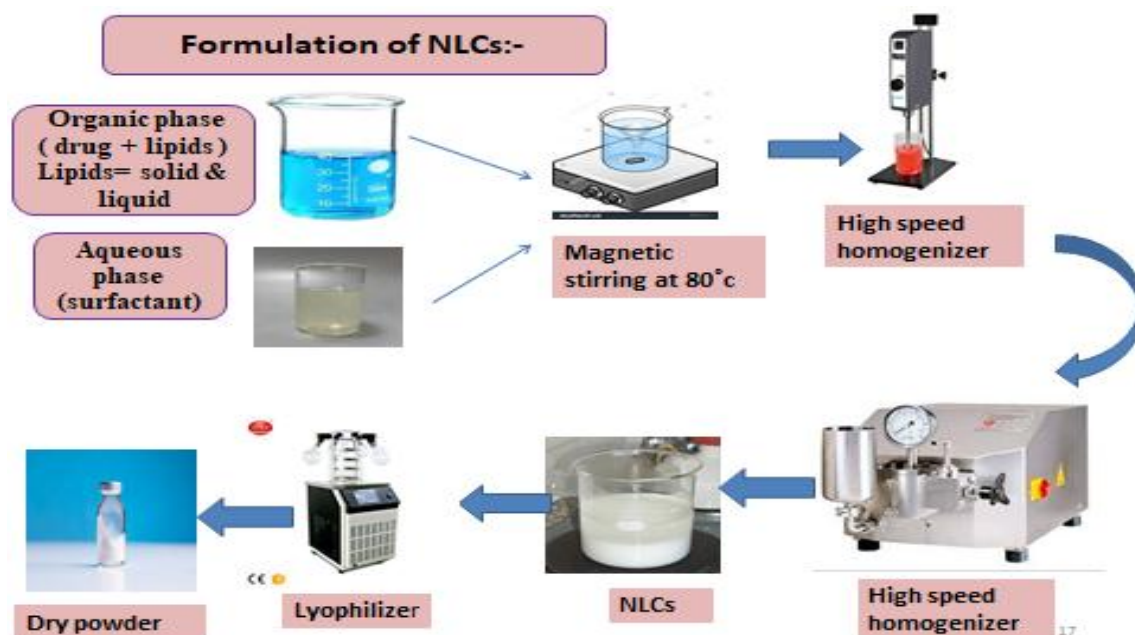 Formulation of NLCs:-
Organic phase
( drug + lipids )
Lipids= solid &
liquid
Aqueous
phase
(surfactant)
Magnetic
stirring at 80˚c
High speed
homogenizer
High speed
homogenizer
NLCs
Lyophilizer
Dry powder
17